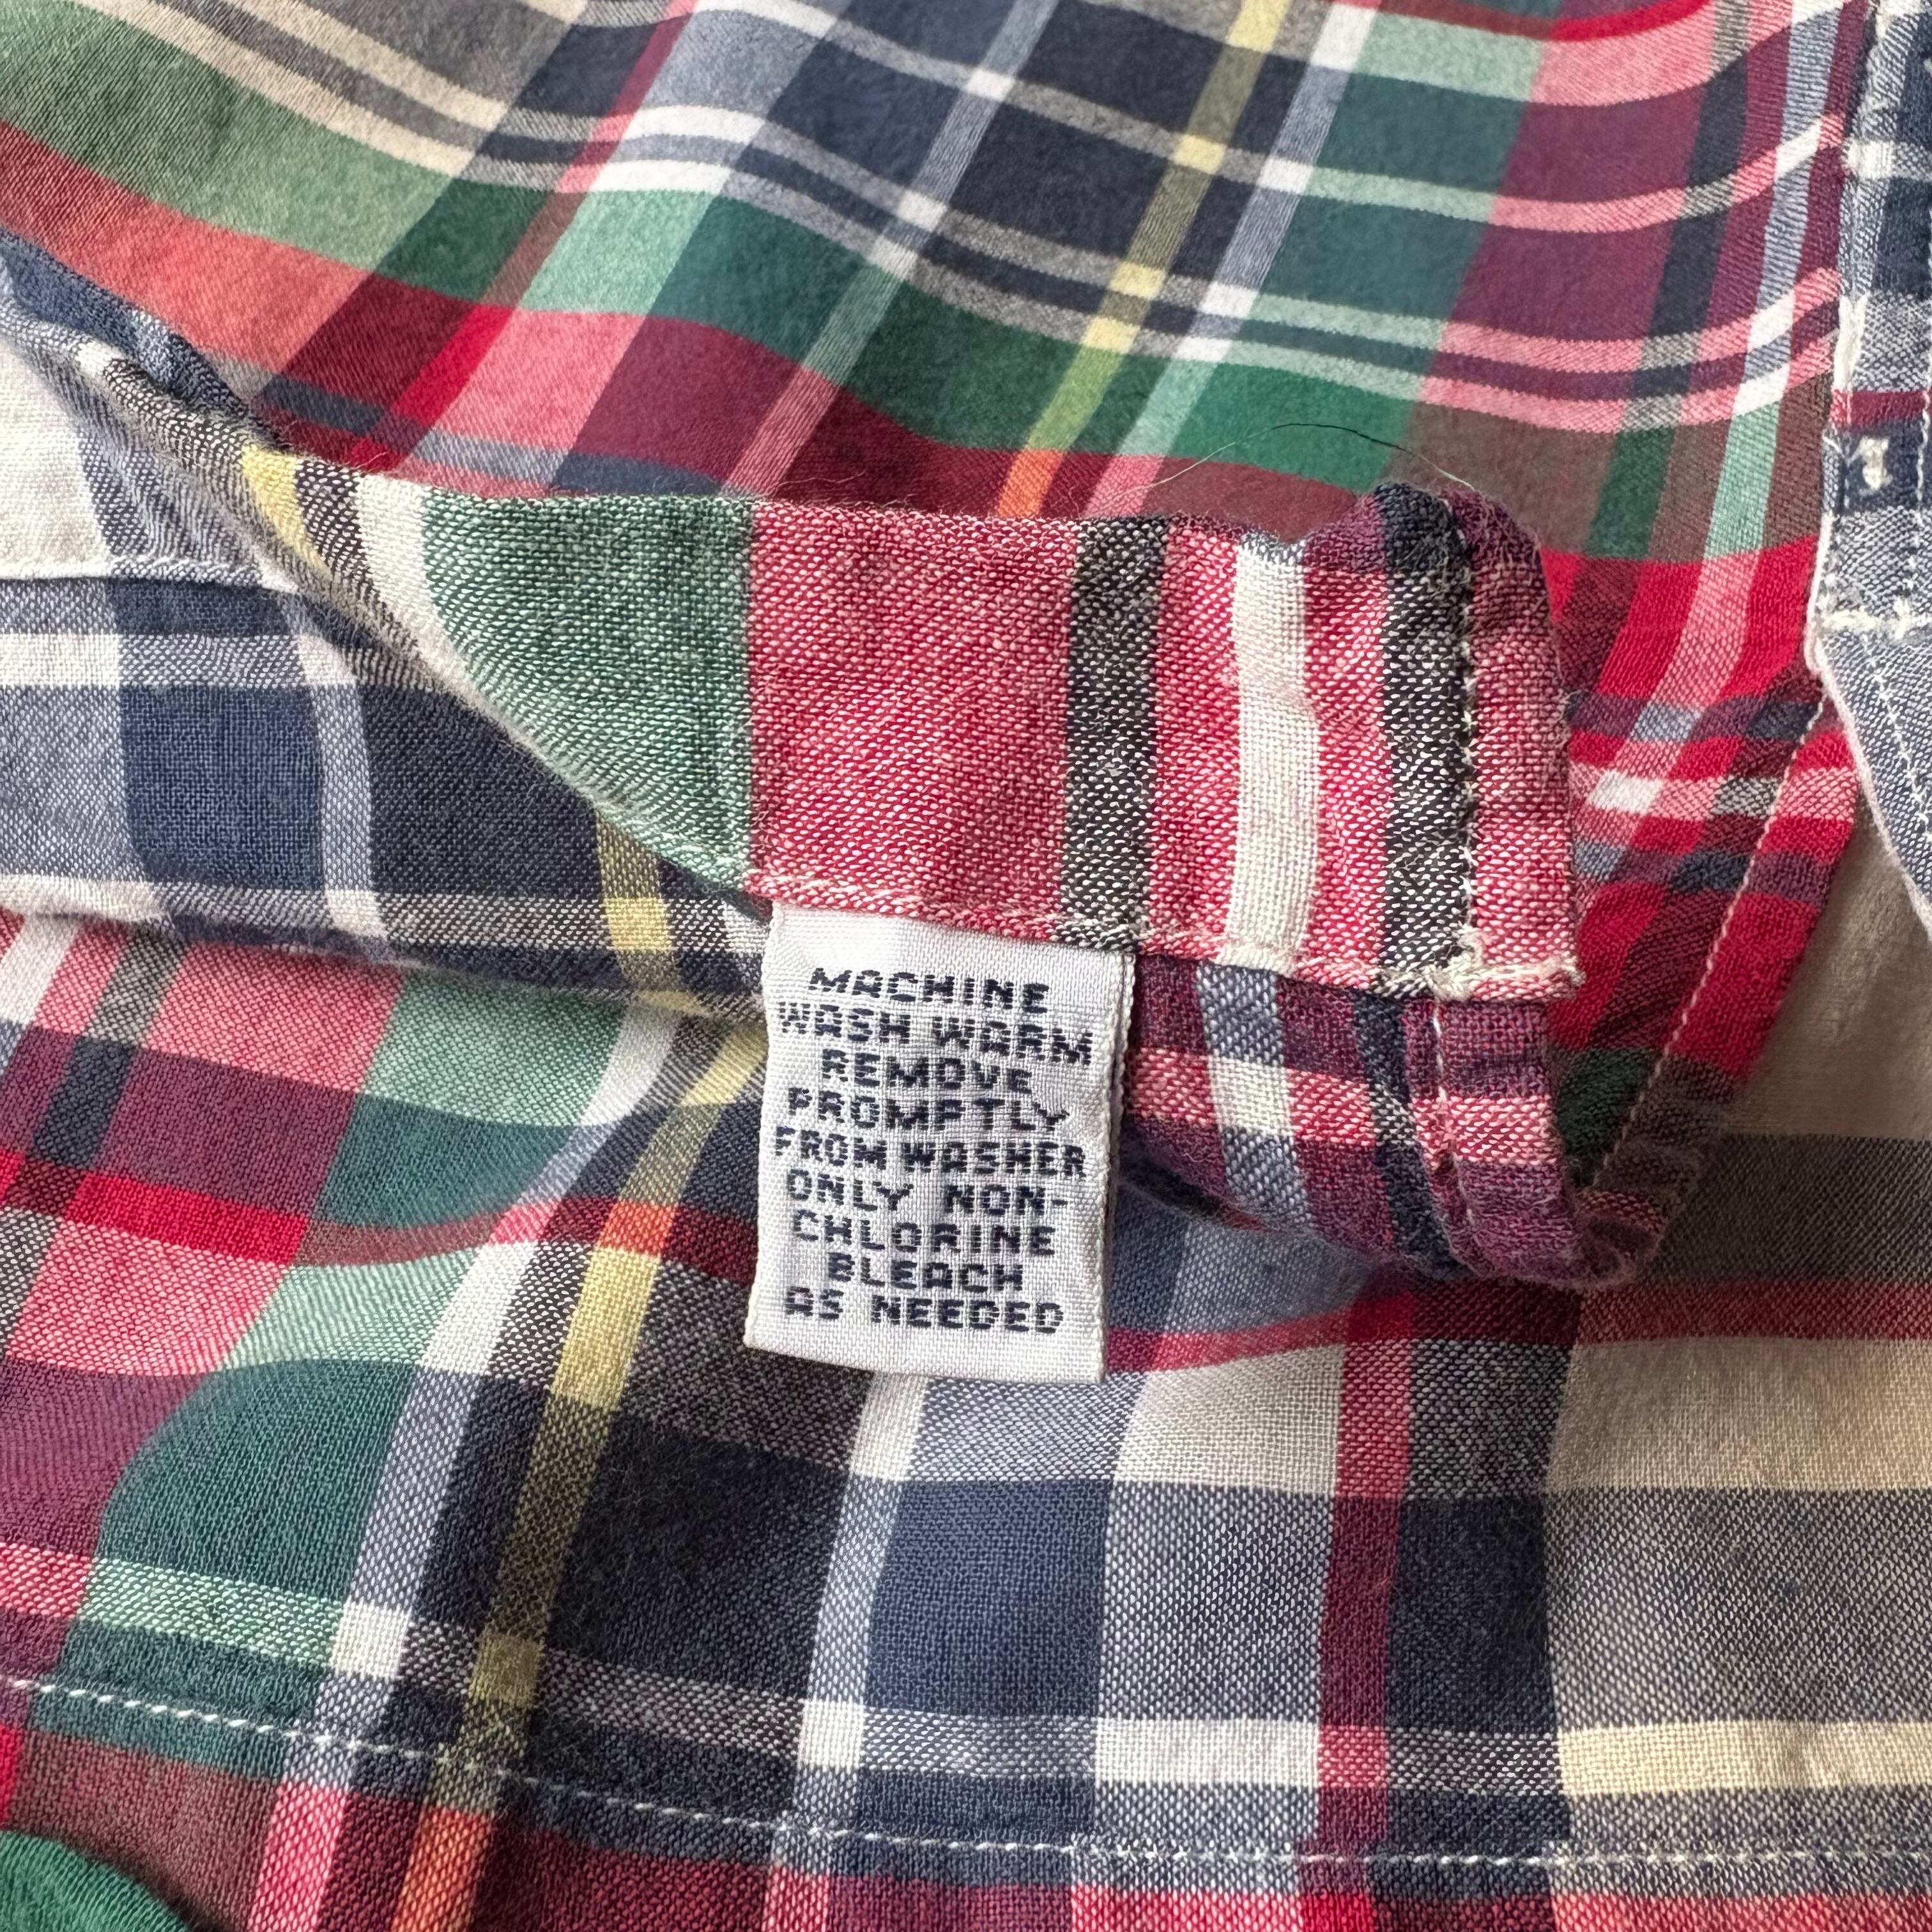 MACHINE
WASH WARM
REMOVE
PROMPTLY
FROM WASHER
ONLY NON-
CHLORINE
BLEACH
AS NEEDED